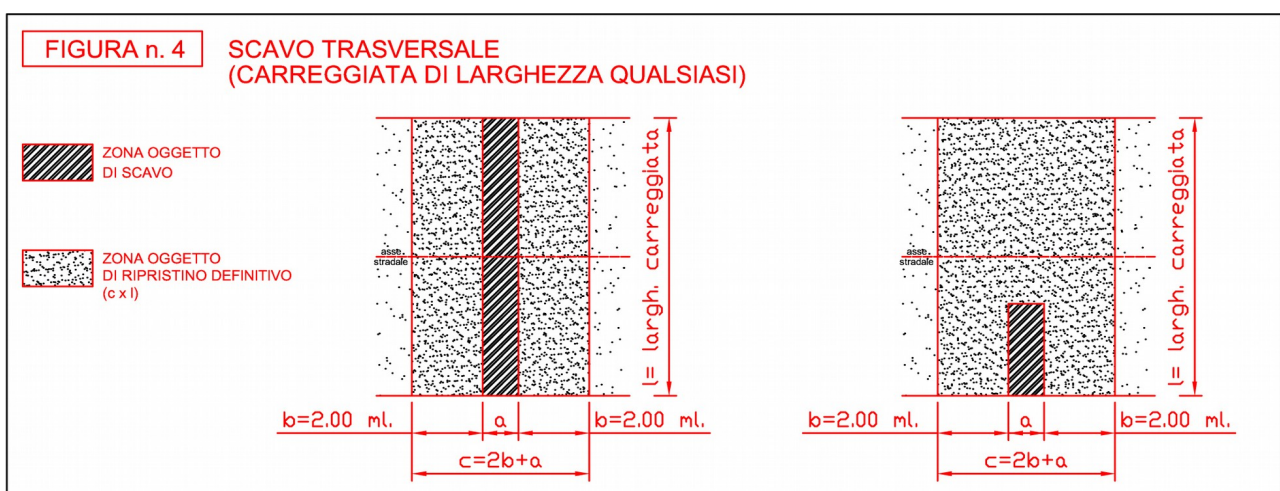 FIGURA n. 4
SCAVO TRASVERSALE
(CARREGGIATA DI LARGHEZZA QUALSIASI)
ZONA OGGETTO
DI SCAVO
ZONA OGGETTO
DI RIPRISTINO DEFINITIVO
(c x l)
asse
stradale
l= largh. carreggiata
b=2.00 ml.
a
b=2.00 ml.
c=2b+a
asse
stradale
l= largh. carreggiata
b=2.00 ml.
a
b=2.00 ml.
c=2b+a